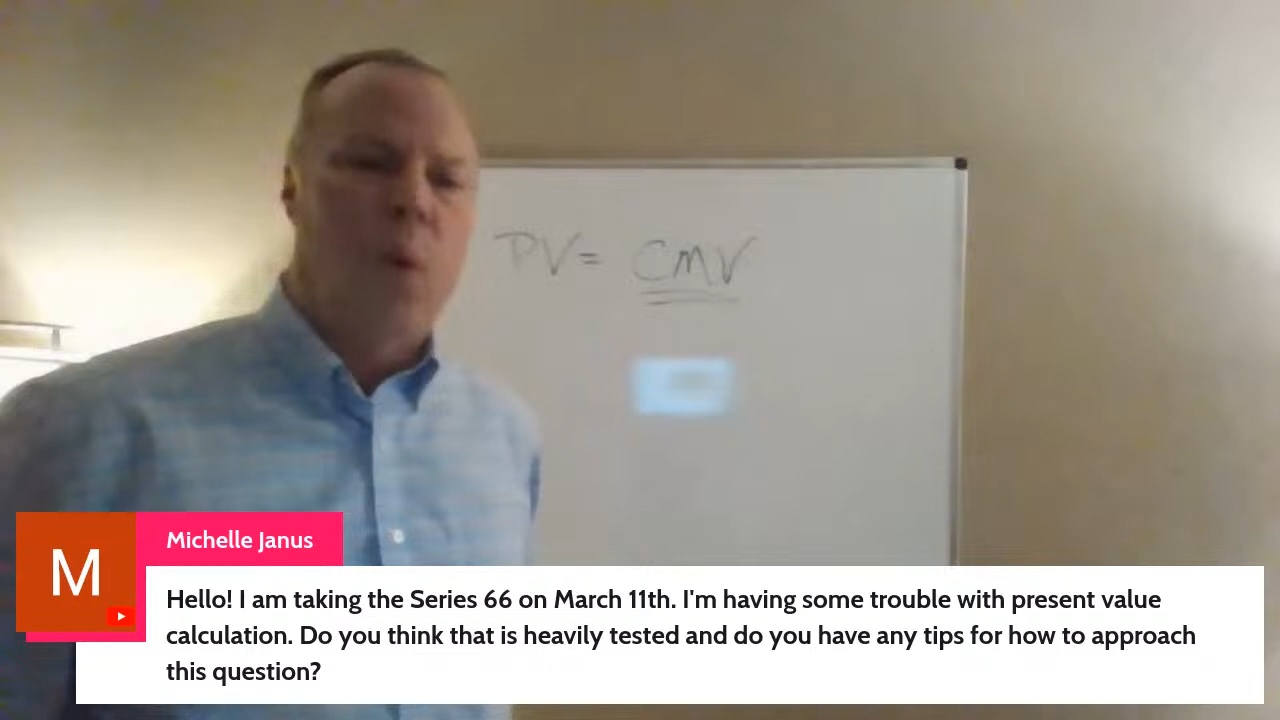 PV = CMV
M
Michelle Janus
Hello! I am taking the Series 66 on March 11th. I'm having some trouble with present value
calculation. Do you think that is heavily tested and do you have any tips for how to approach
this question?